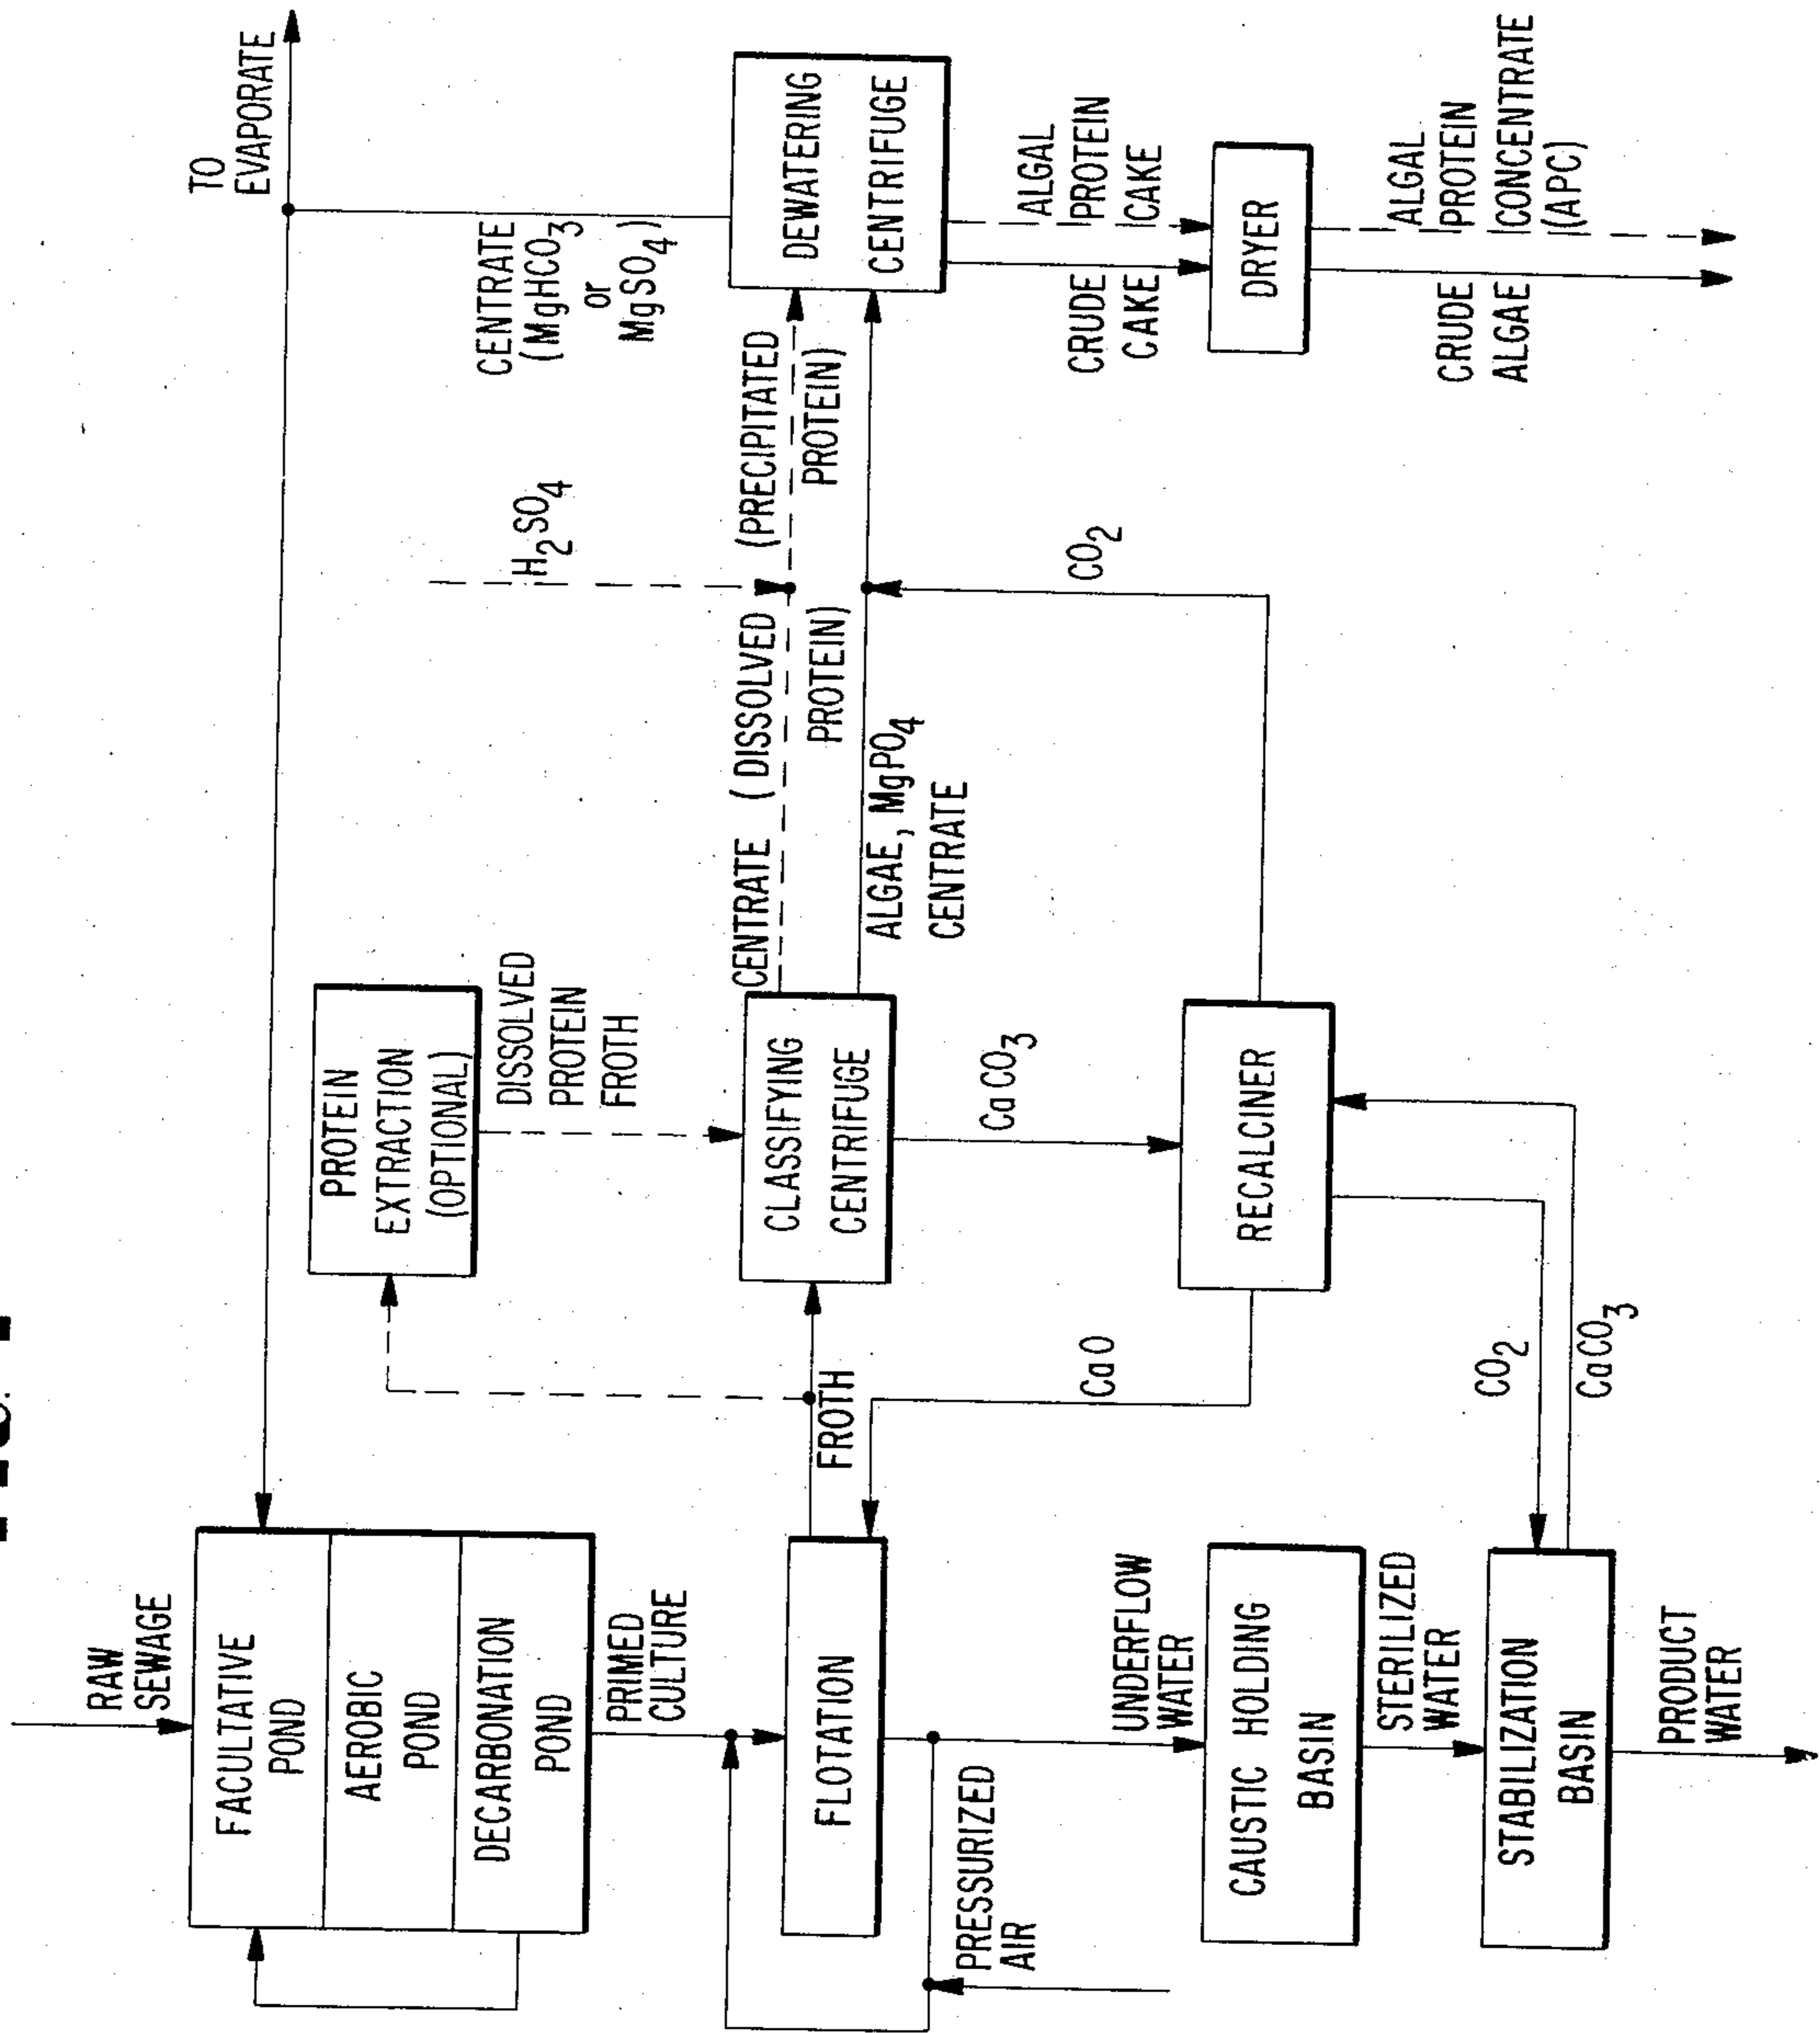 TO
EVAPORATE
RAW
SEWAGE
FACULTATIVE
POND
AEROBIC
POND
DECARBONATION
POND
PROTEIN
EXTRACTION
(OPTIONAL)
DISSOLVED
PROTEIN
FROTH
H2SO4
CENTRATE
(MgHCO3
or
MgSO4)
PRIMED
CULTURE
FLOTATION
FROTH
CLASSIFYING
CENTRIFUGE
CENTRATE (DISSOLVED
PROTEIN)
(PRECIPITATED
PROTEIN)
ALGAE, MgPO4
CENTRATE
DEWATERING
CENTRIFUGE
PRESSURIZED
AIR
UNDERFLOW
WATER
CaO
CaCO3
CO2
CRUDE
CAKE
ALGAL
PROTEIN
CAKE
CAUSTIC HOLDING
BASIN
RECALCINER
DRYER
STERILIZED
WATER
CO2
CaCO3
CRUDE
ALGAE
ALGAL
PROTEIN
CONCENTRATE
(APC)
STABILIZATION
BASIN
PRODUCT
WATER